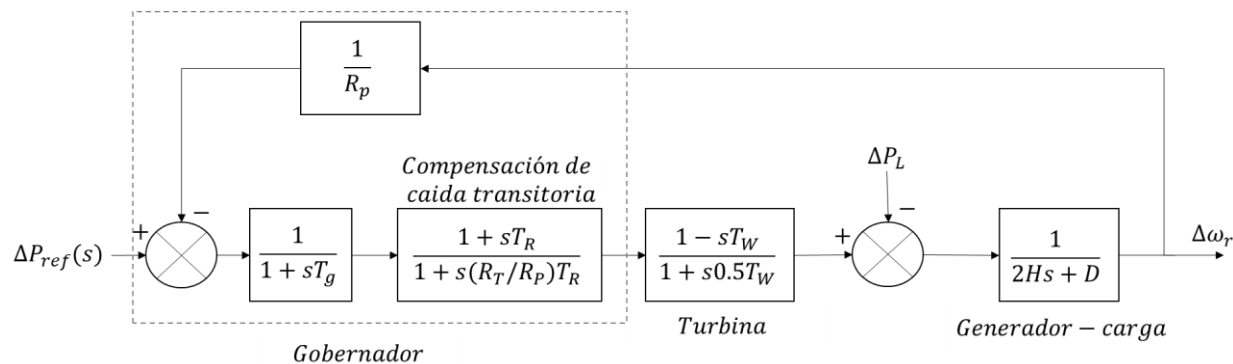 1
R_p
ΔP_L
Compensación de
caida transitoria
+
−
+
−
ΔP_ref(s)
1
1 + sT_g
1 + sT_R
1 + s(R_T/R_P)T_R
1 − sT_W
1 + s0.5T_W
1
2Hs + D
Δω_r
Turbina
Generador − carga
Gobernador